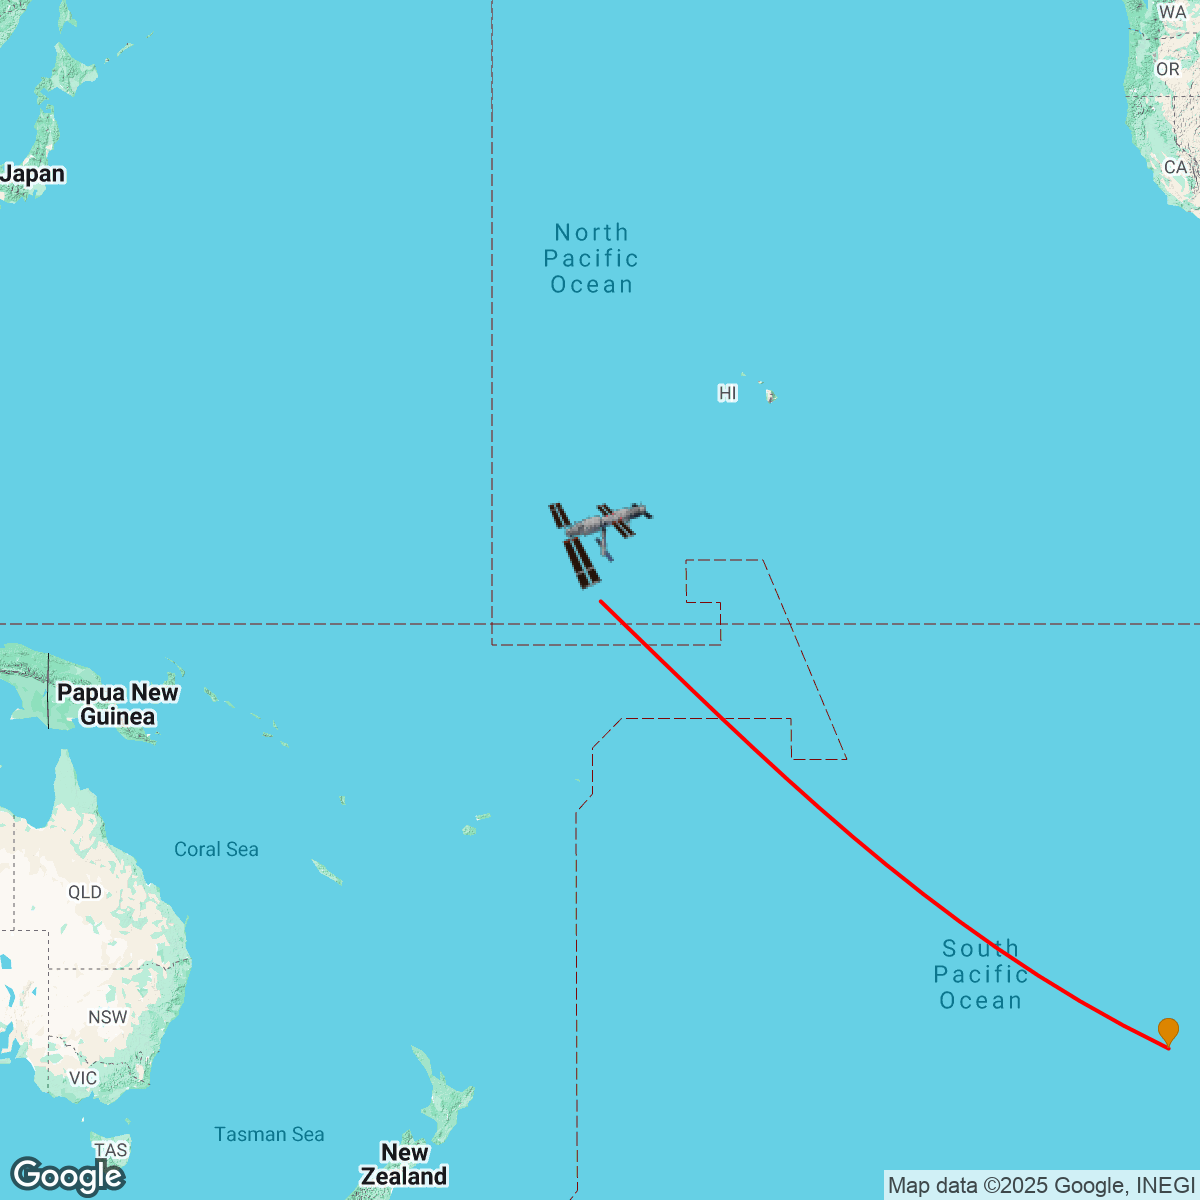 WA
OR
Japan
CA
North
Pacific
Ocean
HI
Papua New
Guinea
Coral Sea
QLD
South
Pacific
Ocean
NSW
VIC
Tasman Sea
TAS
New
Zealand
Google
Map data ©2025 Google, INEGI